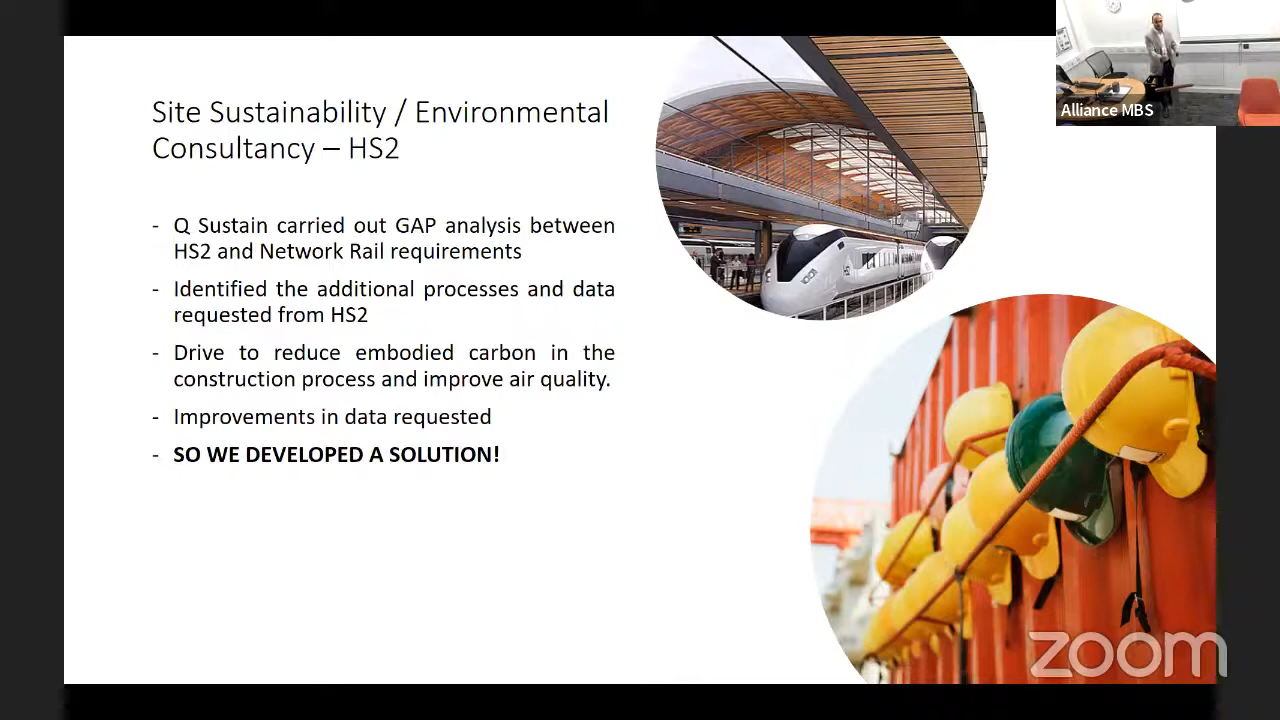 Site Sustainability / Environmental
Consultancy – HS2
- Q Sustain carried out GAP analysis between
HS2 and Network Rail requirements
- Identified the additional processes and data
requested from HS2
- Drive to reduce embodied carbon in the
construction process and improve air quality.
- Improvements in data requested
- SO WE DEVELOPED A SOLUTION!
Alliance MBS
HS2
zoom